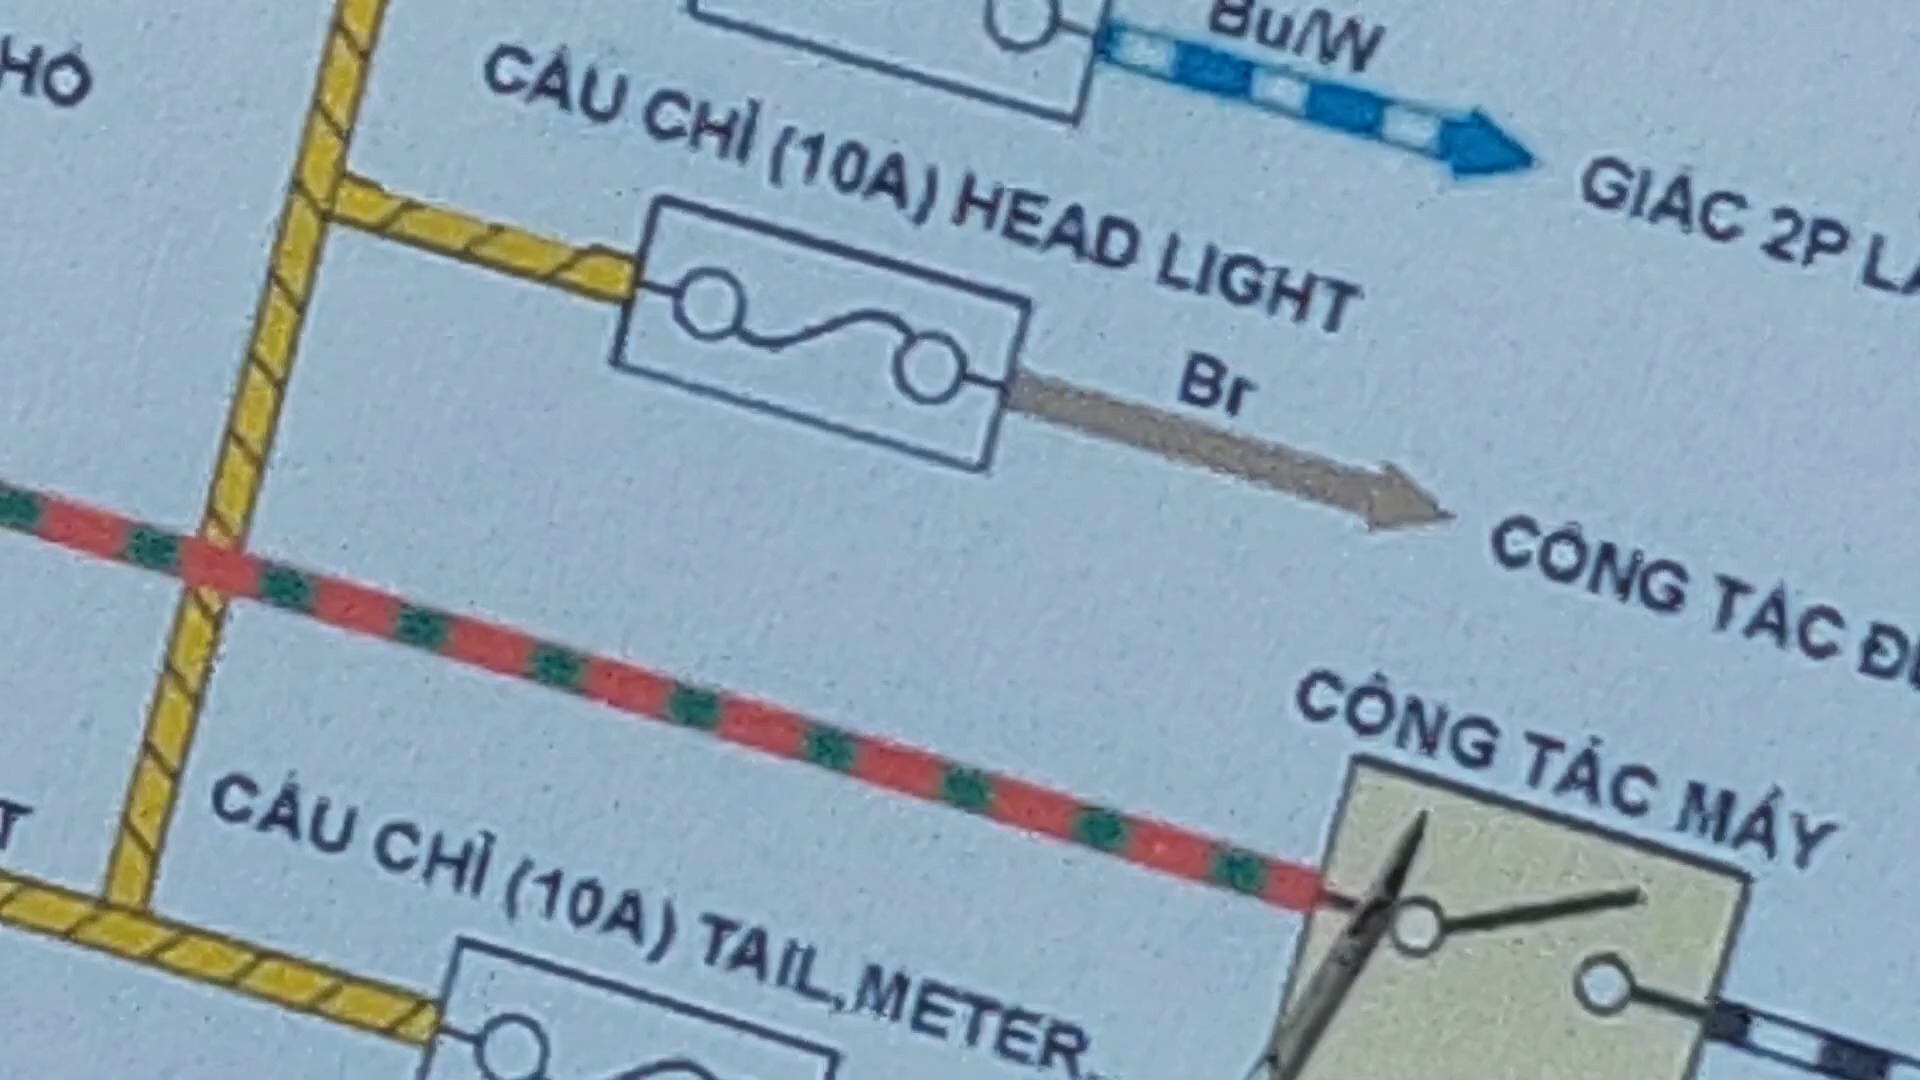 Bu/W
CẦU CHÌ (10A) HEAD LIGHT
GIẮC 2P
Br
CÔNG TẮC
CÔNG TẮC MÁY
CẦU CHÌ (10A) TAIL,METER